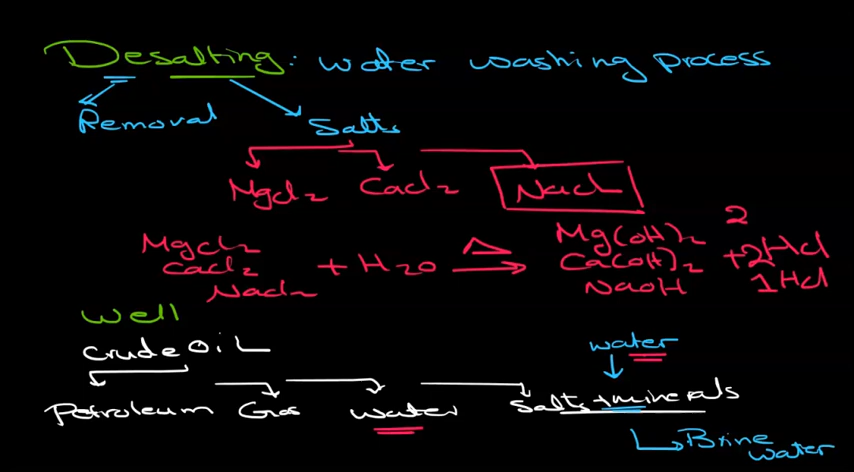 Desalting: water washing process
Removal Salts
MgCl₂ CaCl₂ NaCl
MgCl₂ Mg(OH)₂ 2
CaCl₂ + H₂O Δ → Ca(OH)₂ + 2HCl
NaCl₂ NaOH 1HCl
Well
Crude Oil water
Petroleum Gas water Salts + minerals
Brine water